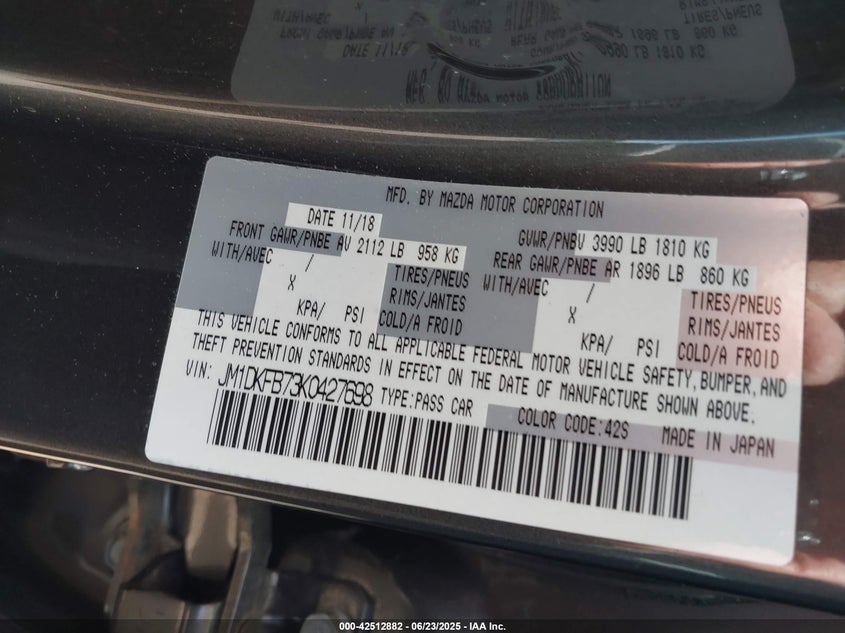 MFD. BY MAZDA MOTOR CORPORATION
DATE 11/18
GVWR/PNBV 3990 LB 1810 KG
FRONT GAWR/PNBE AV 2112 LB 958 KG
REAR GAWR/PNBE AR 1896 LB 860 KG
WITH/AVEC / TIRES/PNEUS
WITH/AVEC / TIRES/PNEUS
X RIMS/JANTES
X RIMS/JANTES
KPA/ PSI COLD/A FROID
KPA/ PSI COLD/A FROID
THIS VEHICLE CONFORMS TO ALL APPLICABLE FEDERAL MOTOR VEHICLE SAFETY, BUMPER, AND
THEFT PREVENTION STANDARDS IN EFFECT ON THE DATE OF MANUFACTURE SHOWN ABOVE.
VIN: JM1DKFB73K0427698 TYPE:PASS CAR
COLOR CODE:42S MADE IN JAPAN
000-42512882 - 06/23/2025 - IAA Inc.